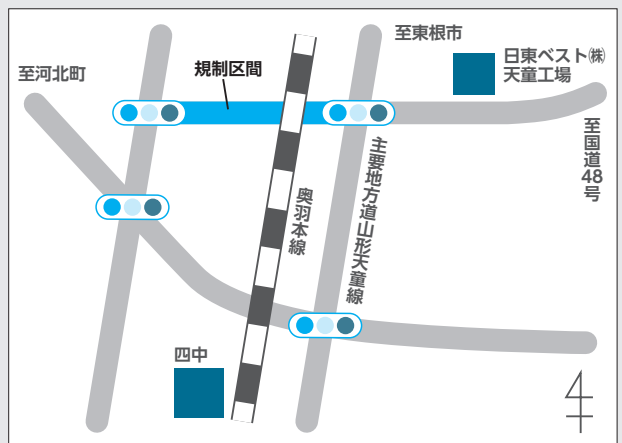 至東根市
日東ベスト㈱
天童工場
至河北町
規制区間
至国道48号
主要地方道山形天童線
奥羽本線
四中